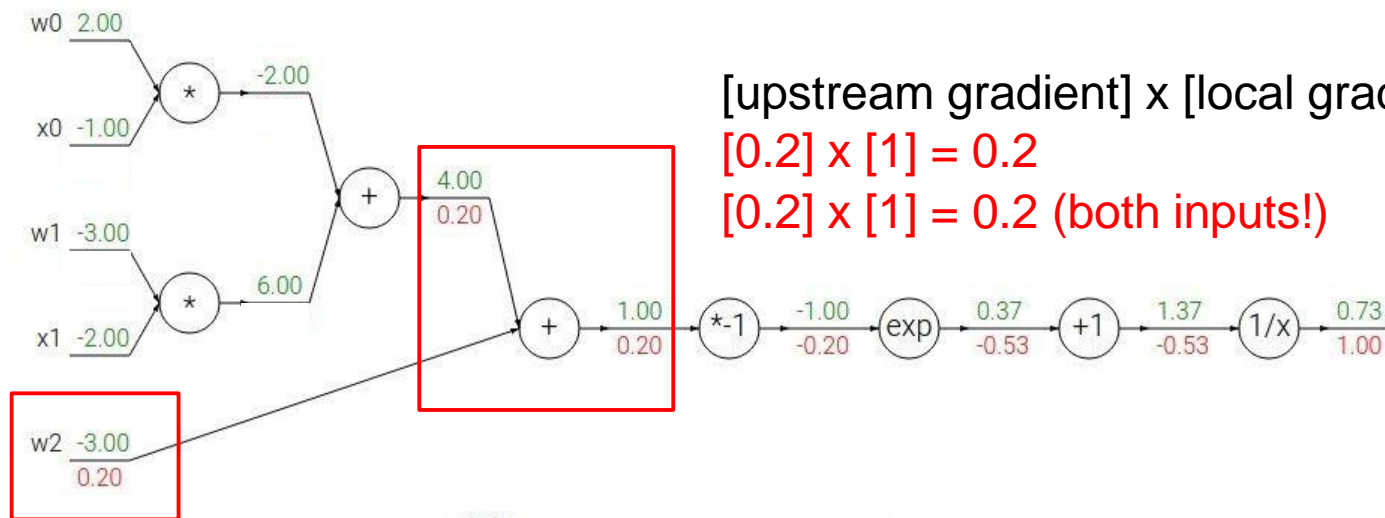 w0 2.00
*
-2.00
x0 -1.00
[upstream gradient] x [local
[0.2] x [1] = 0.2
[0.2] x [1] = 0.2 (both inputs!)
+
4.00
0.20
w1 -3.00
*
6.00
x1 -2.00
+
1.00
0.20
*-1
-1.00
-0.20
exp
0.37
-0.53
+1
1.37
-0.53
1/x
0.73
1.00
w2 -3.00
0.20